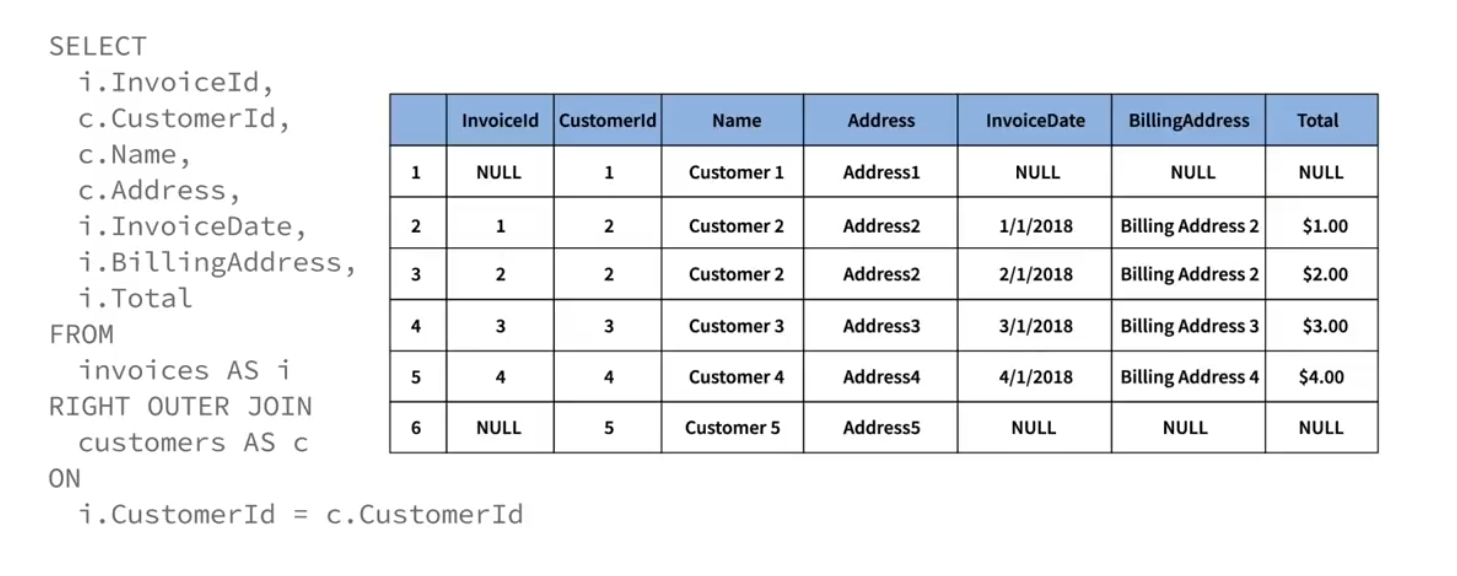 SELECT
i.InvoiceId,
c.CustomerId,
c.Name,
c.Address,
i.InvoiceDate,
i.BillingAddress,
i.Total
FROM
invoices AS i
RIGHT OUTER JOIN
customers AS c
ON
i.CustomerId = c.CustomerId
InvoiceId CustomerId Name Address InvoiceDate BillingAddress Total
1 NULL 1 Customer 1 Address1 NULL NULL NULL
2 1 2 Customer 2 Address2 1/1/2018 Billing Address 2 $1.00
3 2 2 Customer 2 Address2 2/1/2018 Billing Address 2 $2.00
4 3 3 Customer 3 Address3 3/1/2018 Billing Address 3 $3.00
5 4 4 Customer 4 Address4 4/1/2018 Billing Address 4 $4.00
6 NULL 5 Customer 5 Address5 NULL NULL NULL